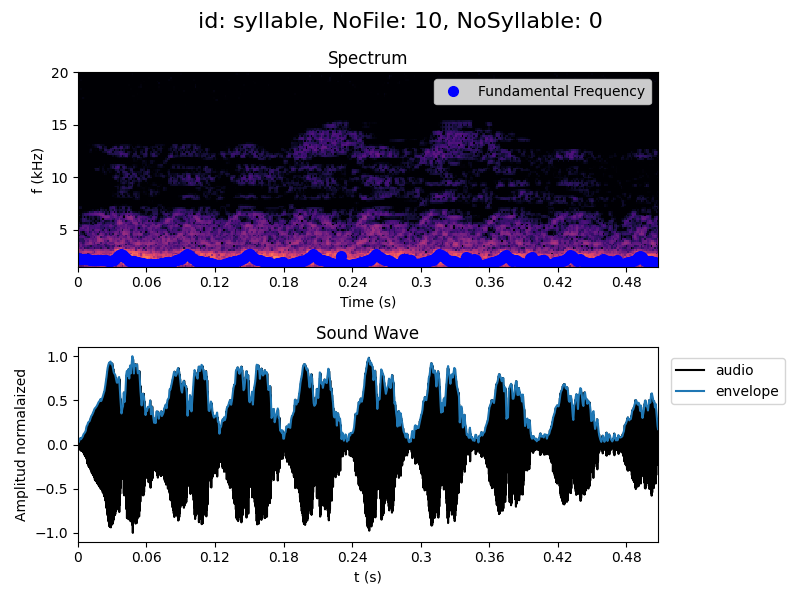 id: syllable, NoFile: 10, NoSyllable: 0
Spectrum
Fundamental Frequency
20
15
10
5
f (kHz)
0 0.06 0.12 0.18 0.24 0.3 0.36 0.42 0.48
Time (s)
Sound Wave
audio
envelope
1.0
0.5
0.0
−0.5
−1.0
Amplitud normalaized
0 0.06 0.12 0.18 0.24 0.3 0.36 0.42 0.48
t (s)